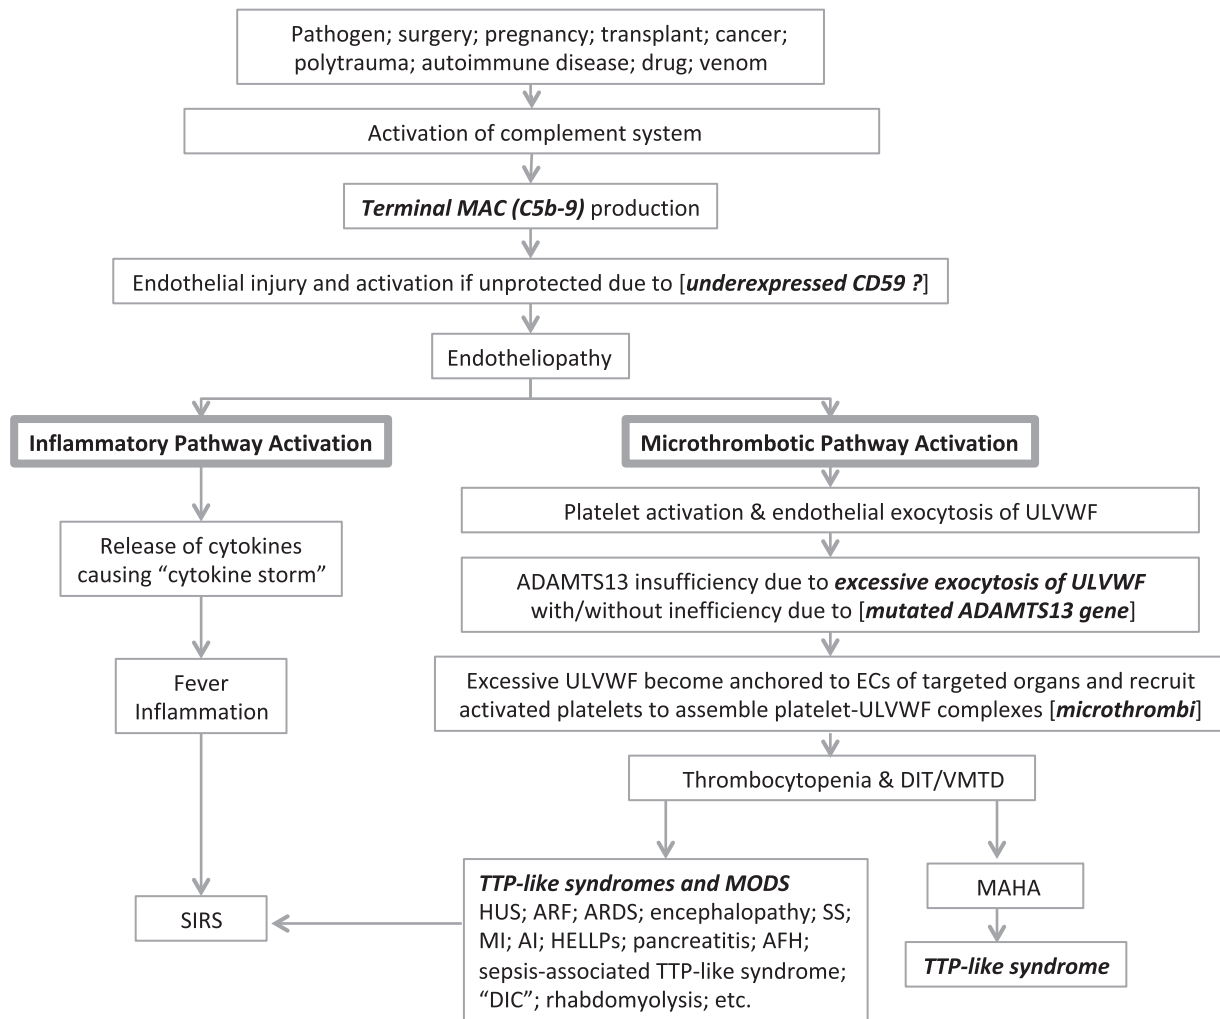 Pathogen; surgery; pregnancy; transplant; cancer;
polytrauma; autoimmune disease; drug; venom
Activation of complement system
Terminal MAC (C5b-9) production
Endothelial injury and activation if unprotected due to [underexpressed CD59 ?]
Endotheliopathy
Inflammatory Pathway Activation
Release of cytokines
causing “cytokine storm”
Fever
Inflammation
SIRS
Microthrombotic Pathway Activation
Platelet activation & endothelial exocytosis of ULVWF
ADAMTS13 insufficiency due to excessive exocytosis of ULVWF
with/without inefficiency due to [mutated ADAMTS13 gene]
Excessive ULVWF become anchored to ECs of targeted organs and recruit
activated platelets to assemble platelet-ULVWF complexes [microthrombi]
Thrombocytopenia & DIT/VMTD
TTP-like syndromes and MODS
HUS; ARF; ARDS; encephalopathy; SS;
MI; AI; HELLPs; pancreatitis; AFH;
sepsis-associated TTP-like syndrome;
“DIC”; rhabdomyolysis; etc.
MAHA
TTP-like syndrome